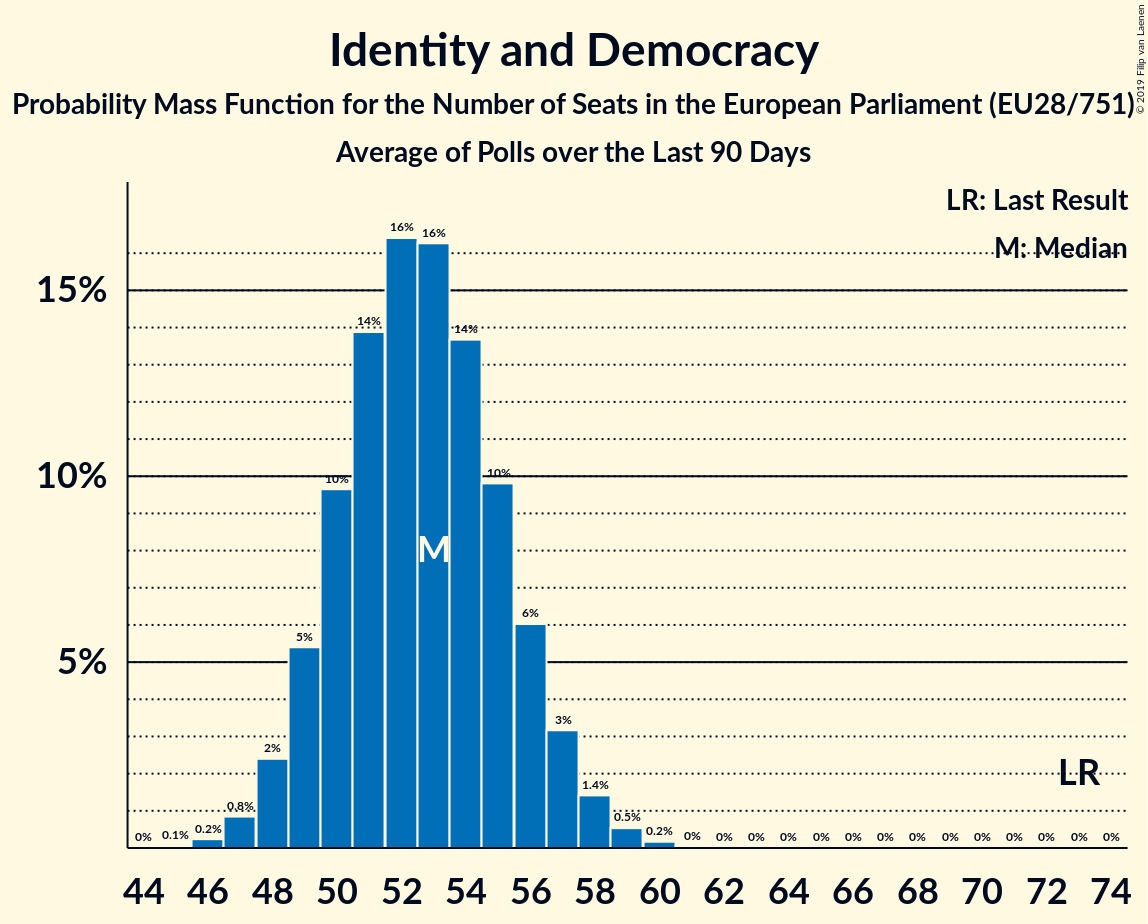 Identity and Democracy
Probability Mass Function for the Number of Seats in the European Parliament (EU28/751)
Average of Polls over the Last 90 Days
© 2019 Filip van Laenen
LR: Last Result
M: Median
15%
10%
5%
0% 0.1% 0.2% 0.8% 2% 5% 10% 14% 16% 16% 14% 10% 6% 3% 1.4% 0.5% 0.2% 0% 0% 0% 0% 0% 0% 0% 0% 0% 0% 0% 0% 0% 0%
M
LR
44 46 48 50 52 54 56 58 60 62 64 66 68 70 72 74